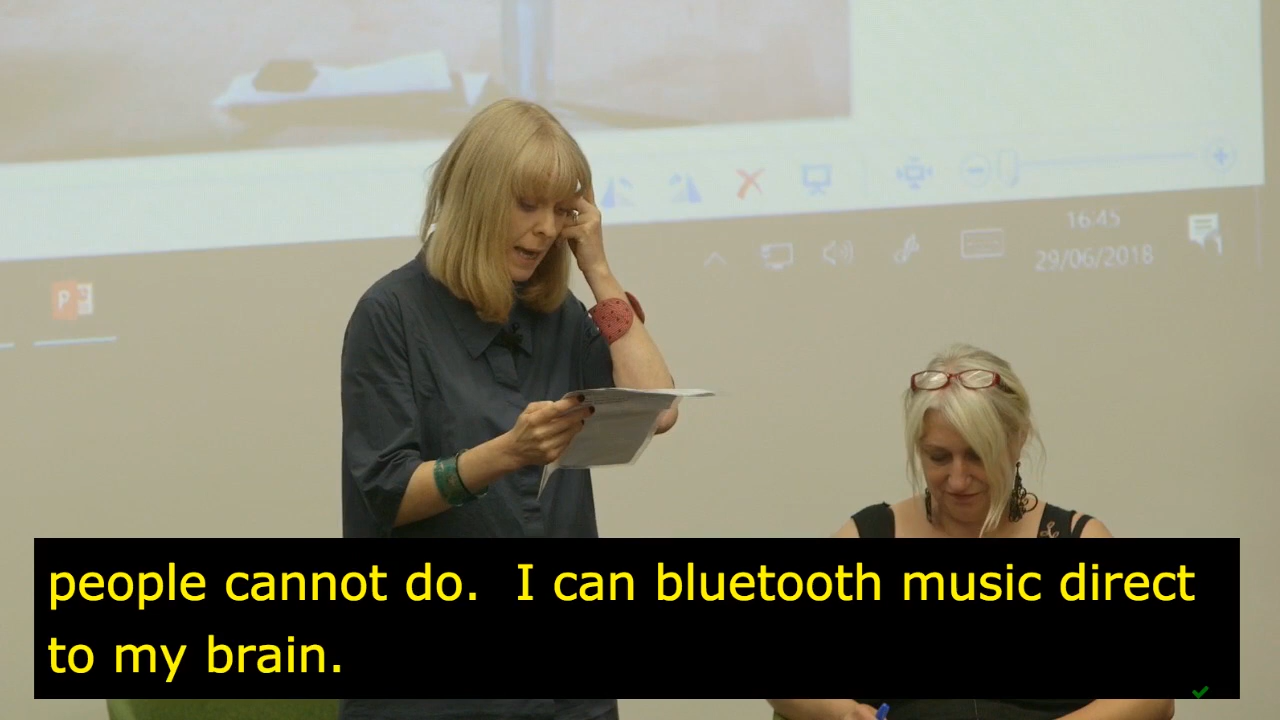 16:45
29/06/2018
P
people cannot do.  I can bluetooth music direct
to my brain.